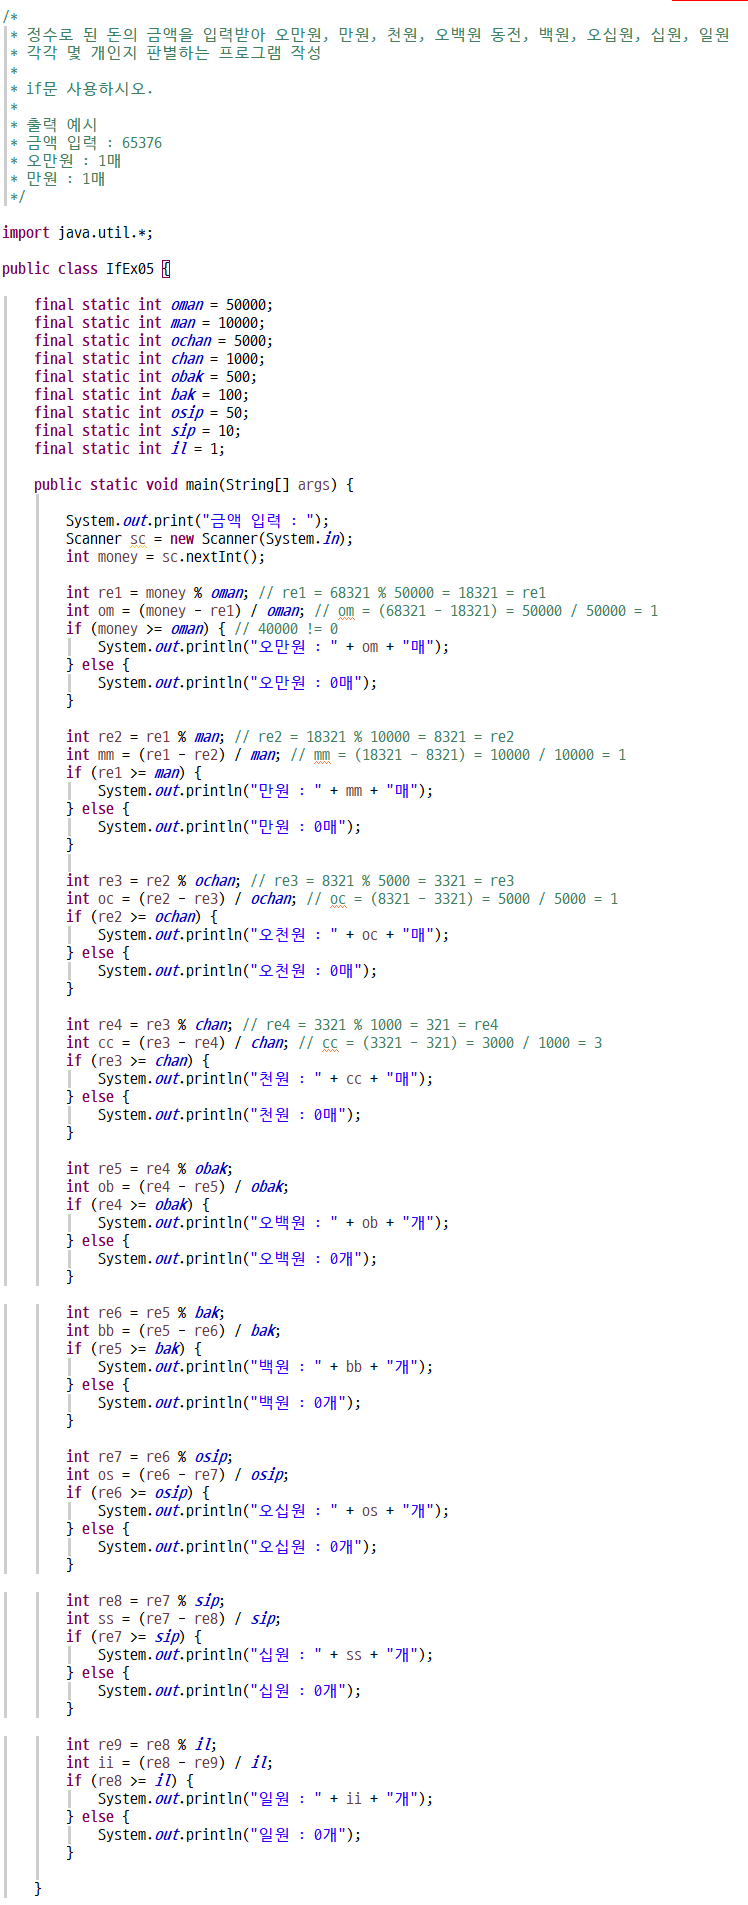 /*
 * 정수로 된 돈의 금액을 입력받아 오만원, 만원, 천원, 오백원 동전, 백원, 오십원, 십원, 일원
 * 각각 몇 개인지 판별하는 프로그램 작성
 *
 * if문 사용하시오.
 *
 * 출력 예시
 * 금액 입력 : 65376
 * 오만원 : 1매
 * 만원 : 1매
 */
import java.util.*;
public class IfEx05 {
    final static int oman = 50000;
    final static int man = 10000;
    final static int ochan = 5000;
    final static int chan = 1000;
    final static int obak = 500;
    final static int bak = 100;
    final static int osip = 50;
    final static int sip = 10;
    final static int il = 1;
    public static void main(String[] args) {
        System.out.print("금액 입력 : ");
        Scanner sc = new Scanner(System.in);
        int money = sc.nextInt();
        int re1 = money % oman; // re1 = 68321 % 50000 = 18321 = re1
        int om = (money - re1) / oman; // om = (68321 - 18321) = 50000 / 50000 = 1
        if (money >= oman) { // 40000 != 0
            System.out.println("오만원 : " + om + "매");
        } else {
            System.out.println("오만원 : 0매");
        }
        int re2 = re1 % man; // re2 = 18321 % 10000 = 8321 = re2
        int mm = (re1 - re2) / man; // mm = (18321 - 8321) = 10000 / 10000 = 1
        if (re1 >= man) {
            System.out.println("만원 : " + mm + "매");
        } else {
            System.out.println("만원 : 0매");
        }
        int re3 = re2 % ochan; // re3 = 8321 % 5000 = 3321 = re3
        int oc = (re2 - re3) / ochan; // oc = (8321 - 3321) = 5000 / 5000 = 1
        if (re2 >= ochan) {
            System.out.println("오천원 : " + oc + "매");
        } else {
            System.out.println("오천원 : 0매");
        }
        int re4 = re3 % chan; // re4 = 3321 % 1000 = 321 = re4
        int cc = (re3 - re4) / chan; // cc = (3321 - 321) = 3000 / 1000 = 3
        if (re3 >= chan) {
            System.out.println("천원 : " + cc + "매");
        } else {
            System.out.println("천원 : 0매");
        }
        int re5 = re4 % obak;
        int ob = (re4 - re5) / obak;
        if (re4 >= obak) {
            System.out.println("오백원 : " + ob + "개");
        } else {
            System.out.println("오백원 : 0개");
        }
        int re6 = re5 % bak;
        int bb = (re5 - re6) / bak;
        if (re5 >= bak) {
            System.out.println("백원 : " + bb + "개");
        } else {
            System.out.println("백원 : 0개");
        }
        int re7 = re6 % osip;
        int os = (re6 - re7) / osip;
        if (re6 >= osip) {
            System.out.println("오십원 : " + os + "개");
        } else {
            System.out.println("오십원 : 0개");
        }
        int re8 = re7 % sip;
        int ss = (re7 - re8) / sip;
        if (re7 >= sip) {
            System.out.println("십원 : " + ss + "개");
        } else {
            System.out.println("십원 : 0개");
        }
        int re9 = re8 % il;
        int ii = (re8 - re9) / il;
        if (re8 >= il) {
            System.out.println("일원 : " + ii + "개");
        } else {
            System.out.println("일원 : 0개");
        }
    }